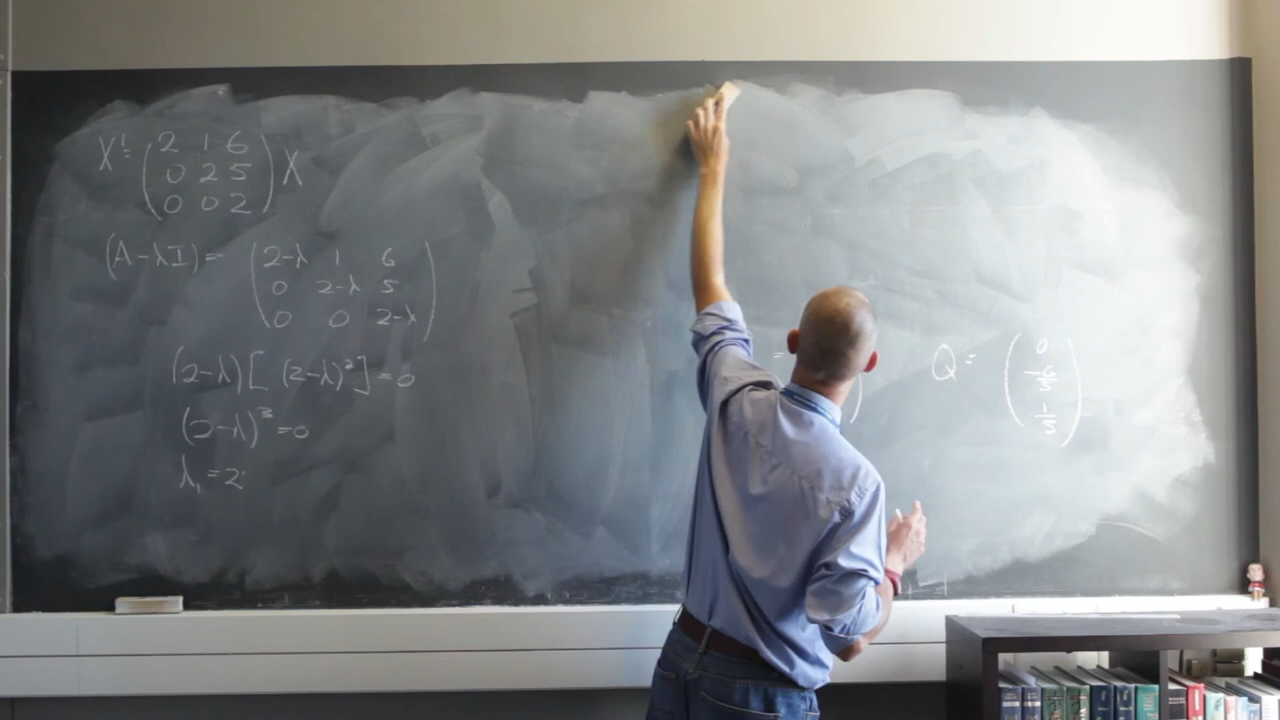 X' = (2 1 6
0 2 5
0 0 2) X
(A-λI) = (2-λ 1 6
0 2-λ 5
0 0 2-λ)
(2-λ)[ (2-λ)²] = 0
(2-λ)³ = 0
λ₁ = 2
= )
Q = (0
-6/5
1/5)